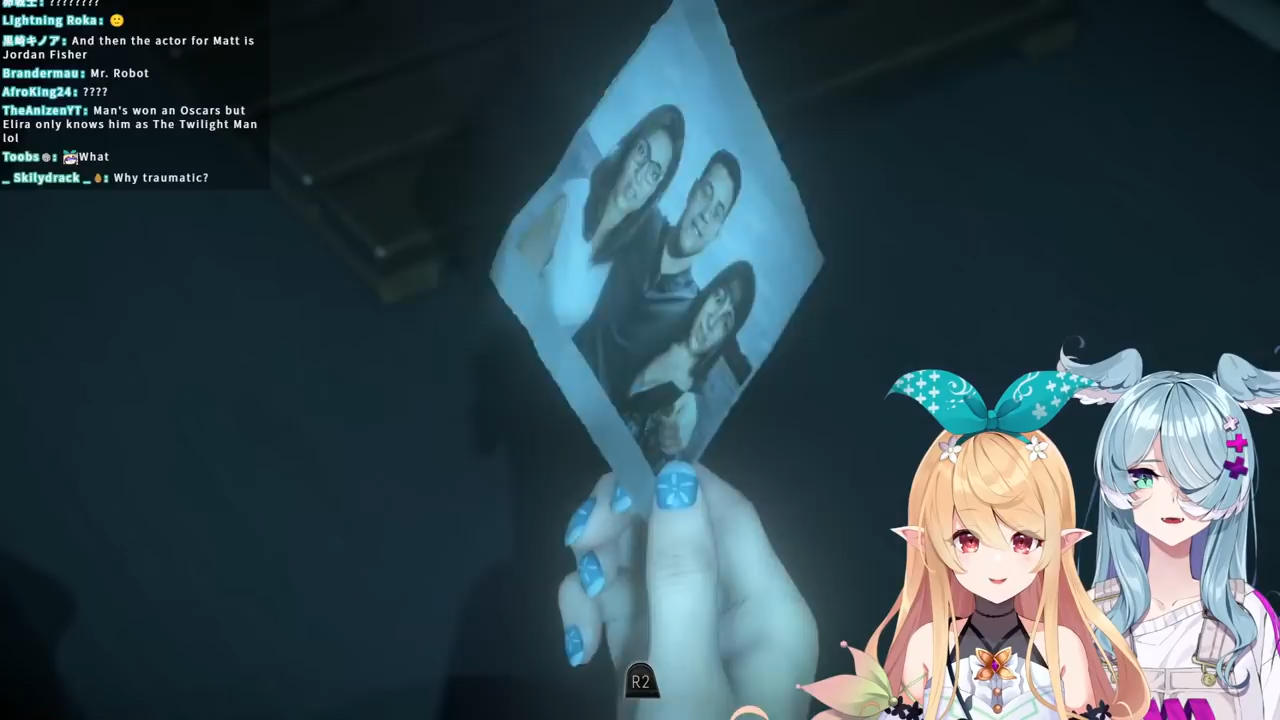 ????????
Lightning Roka:
黒崎キノア: And then the actor for Matt is
Jordan Fisher
Brandermau: Mr. Robot
AfroKing24: ????
TheAnizenYT: Man's won an Oscars but
Elira only knows him as The Twilight Man
lol
Toobs: What
_ Skilydrack _: Why traumatic?
R2